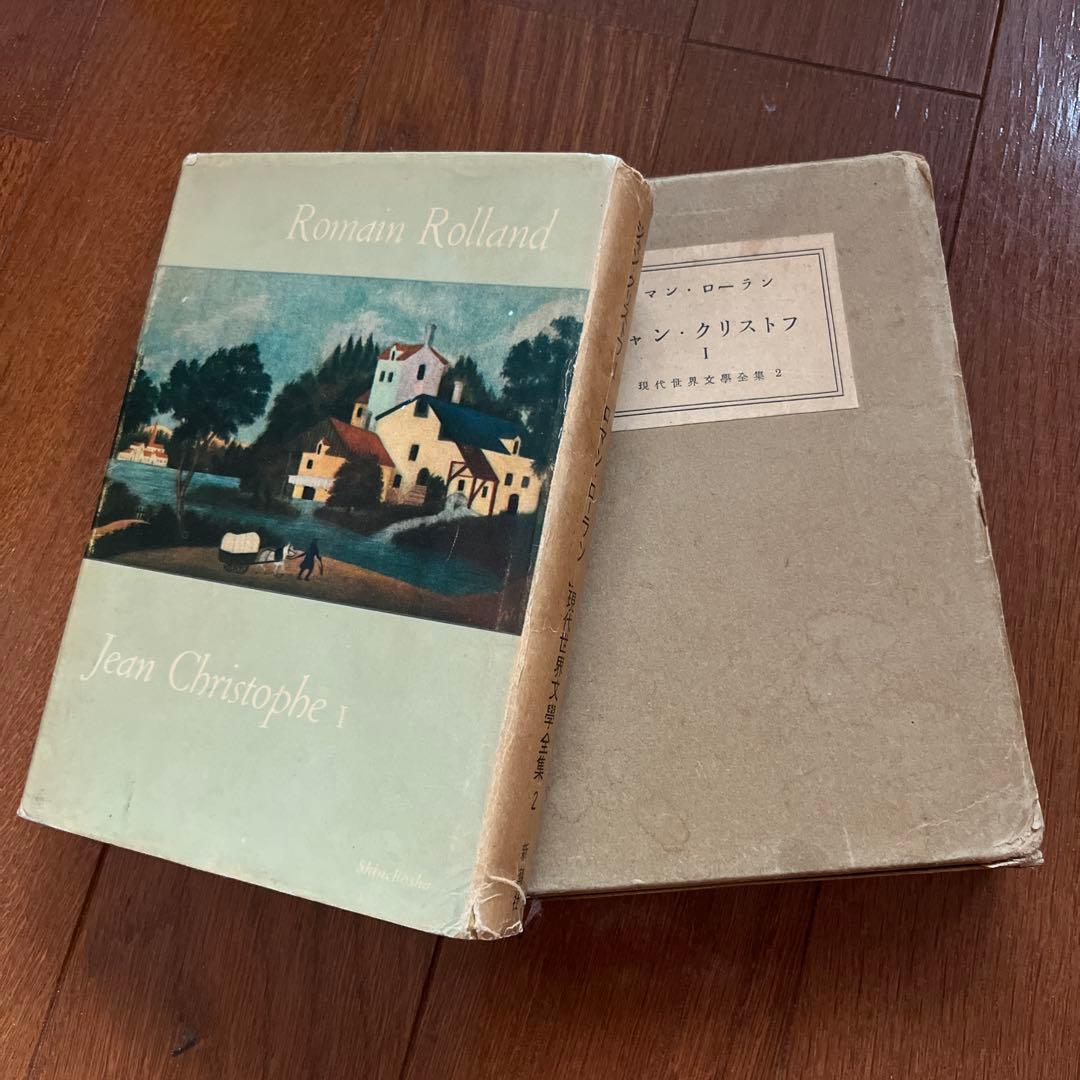 Romain Rolland
Jean Christophe I
Shinchosha
マン・ローラン
ャン・クリストフ
I
現代世界文學全集 2
ロマン・ローラン
現代世界文學全集 2